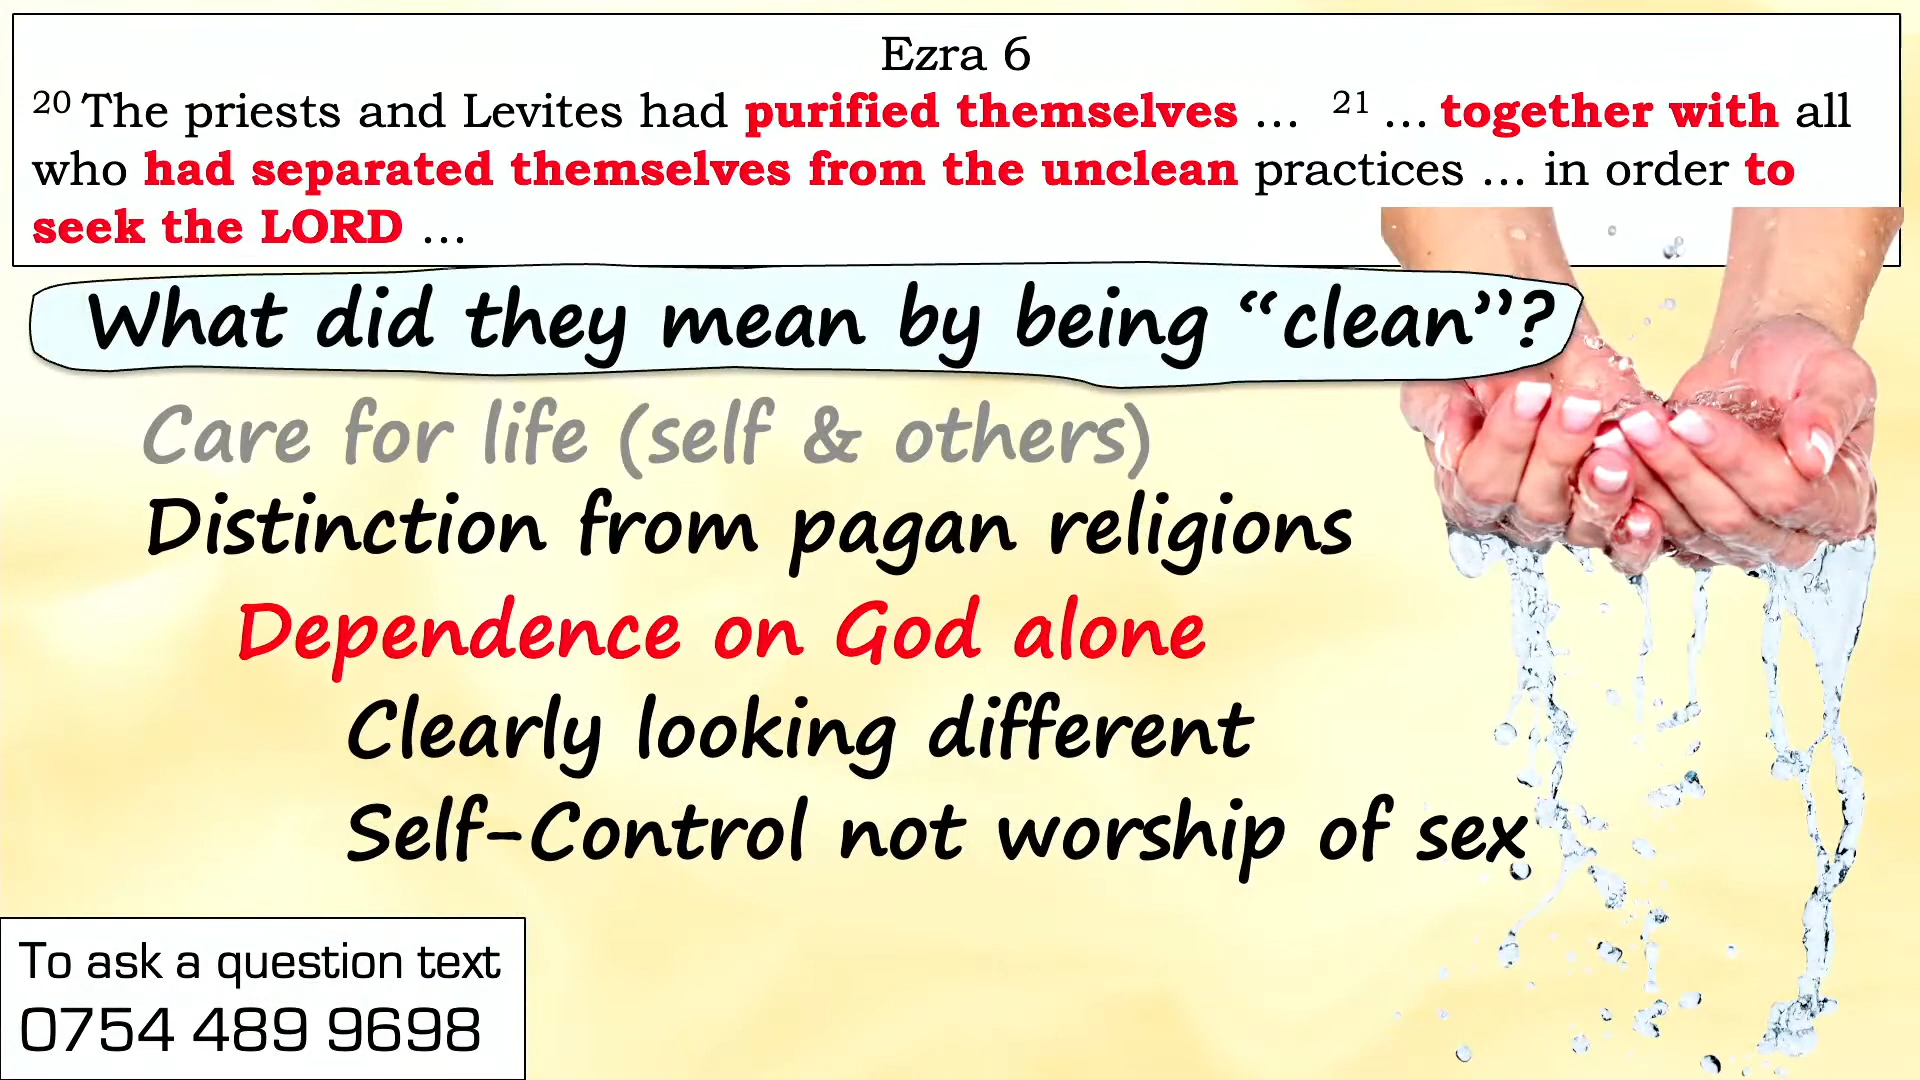 Ezra 6
20 The priests and Levites had purified themselves ... 21 ... together with all
who had separated themselves from the unclean practices ... in order to
seek the LORD ...
What did they mean by being “clean”?
Care for life (self & others)
Distinction from pagan religions
Dependence on God alone
Clearly looking different
Self-Control not worship of sex
To ask a question text
0754 489 9698